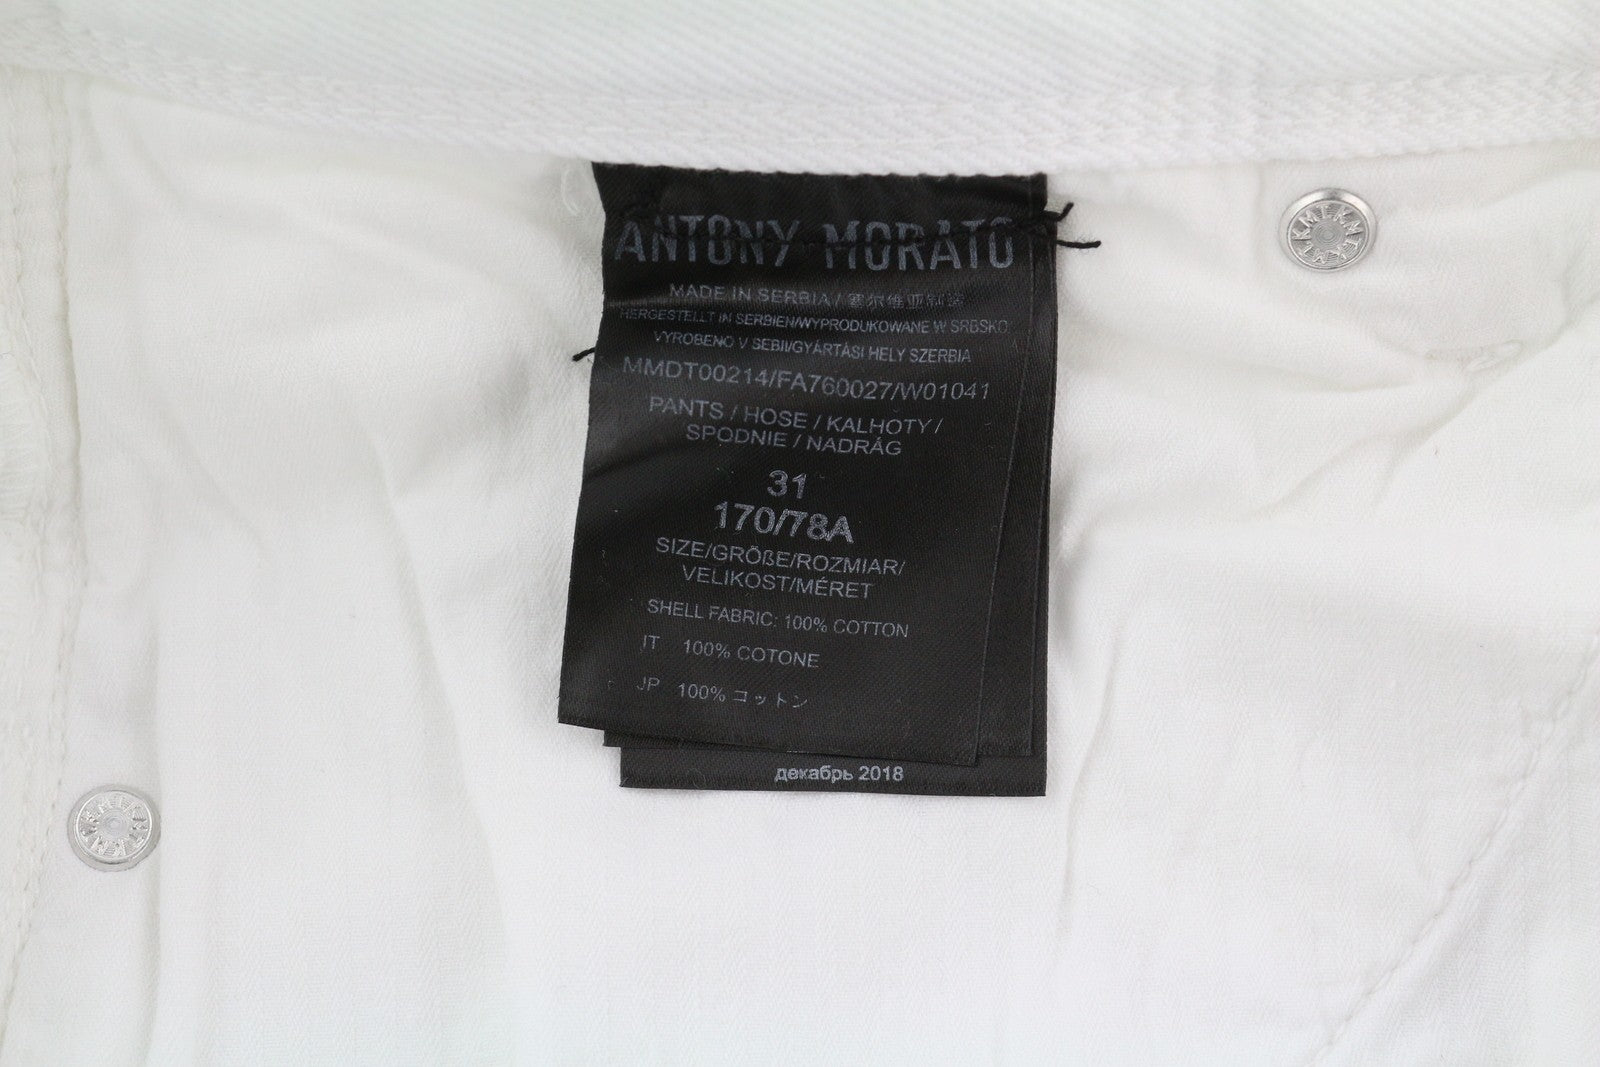 ANTONY MORATO
MADE IN SERBIA / 塞尔维亚制造
HERGESTELLT IN SERBIEN/WYPRODUKOWANE W SRBSKO
VYROBENO V SEBII/GYÁRTÁSI HELY SZERBIA
MMDT00214/FA760027/W01041
PANTS / HOSE / KALHOTY /
SPODNIE / NADRÁG
31
170/78A
SIZE/GRÖßE/ROZMIAR/
VELIKOST/MÉRET
SHELL FABRIC: 100% COTTON
IT 100% COTONE
JP 100% コットン
декабрь 2018